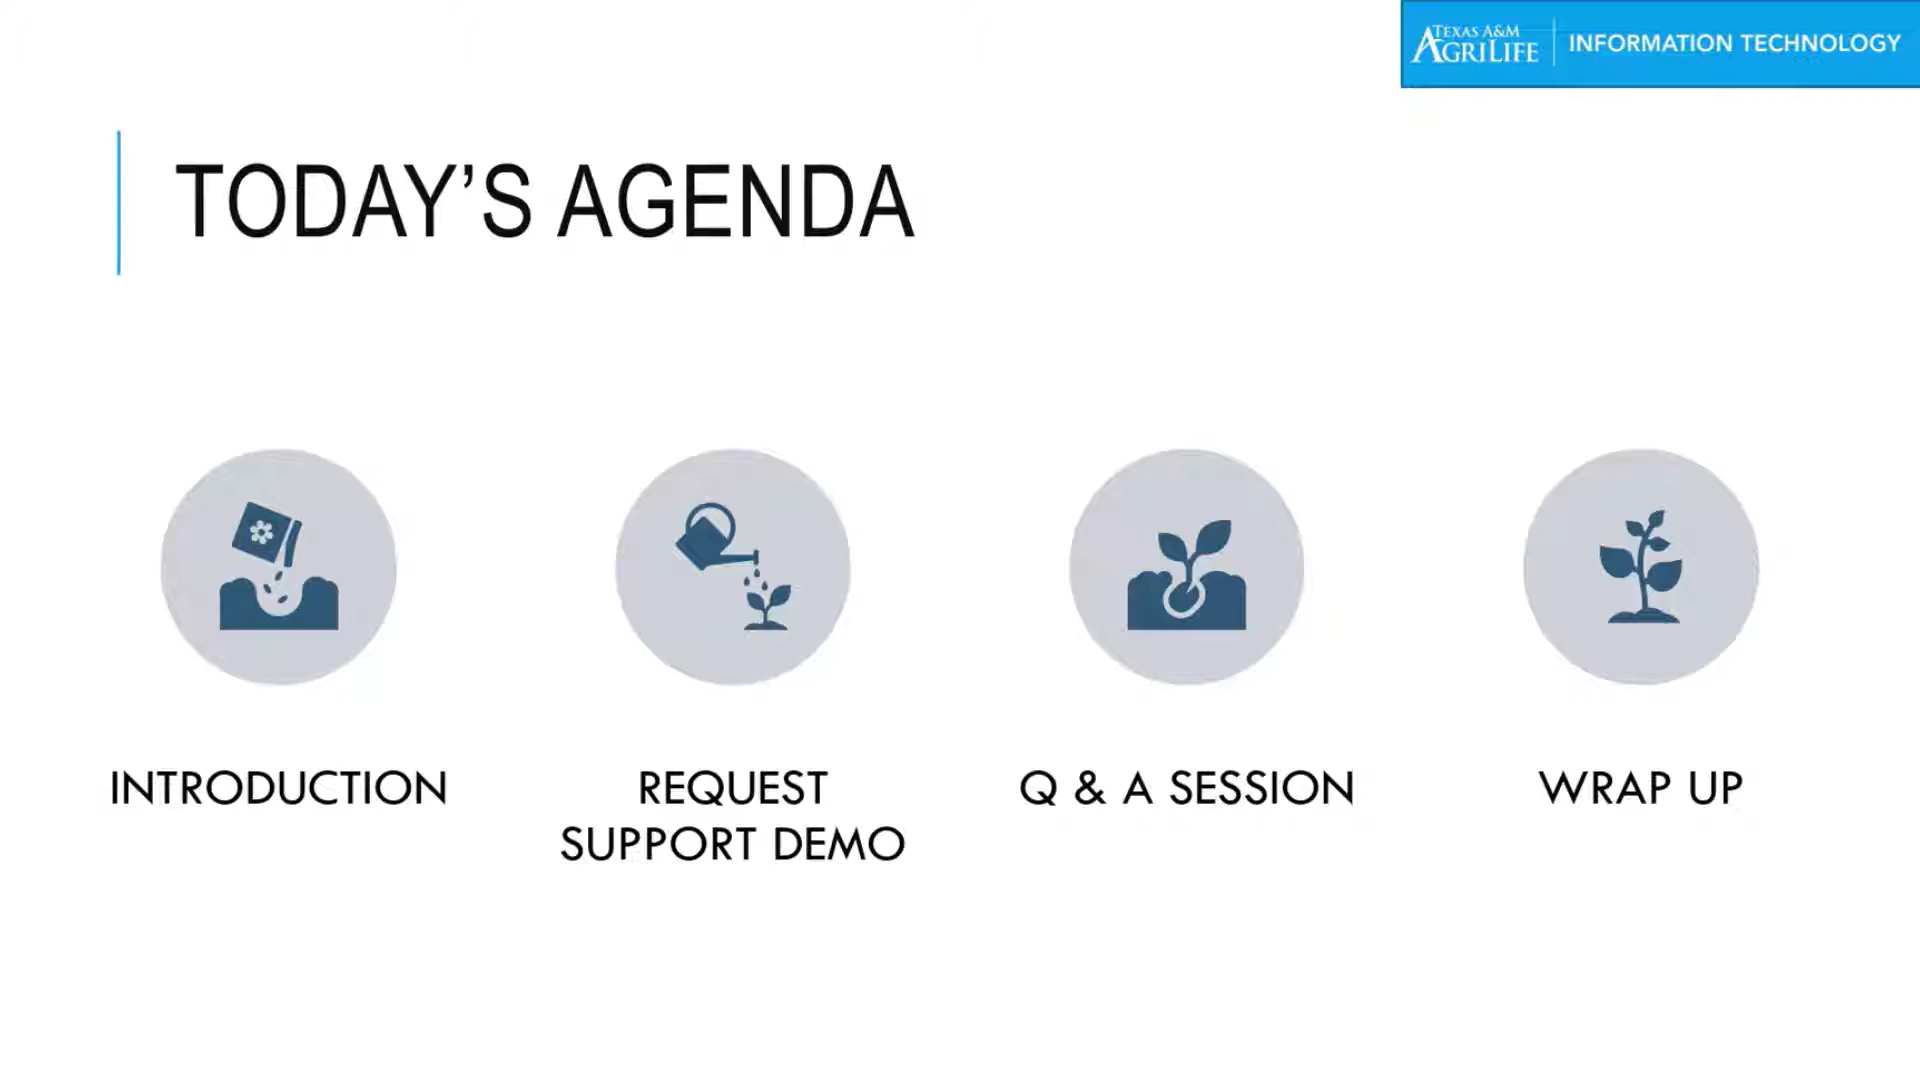 TEXAS A&M
AGRILIFE
INFORMATION TECHNOLOGY
TODAY’S AGENDA
INTRODUCTION
REQUEST
SUPPORT DEMO
Q & A SESSION
WRAP UP